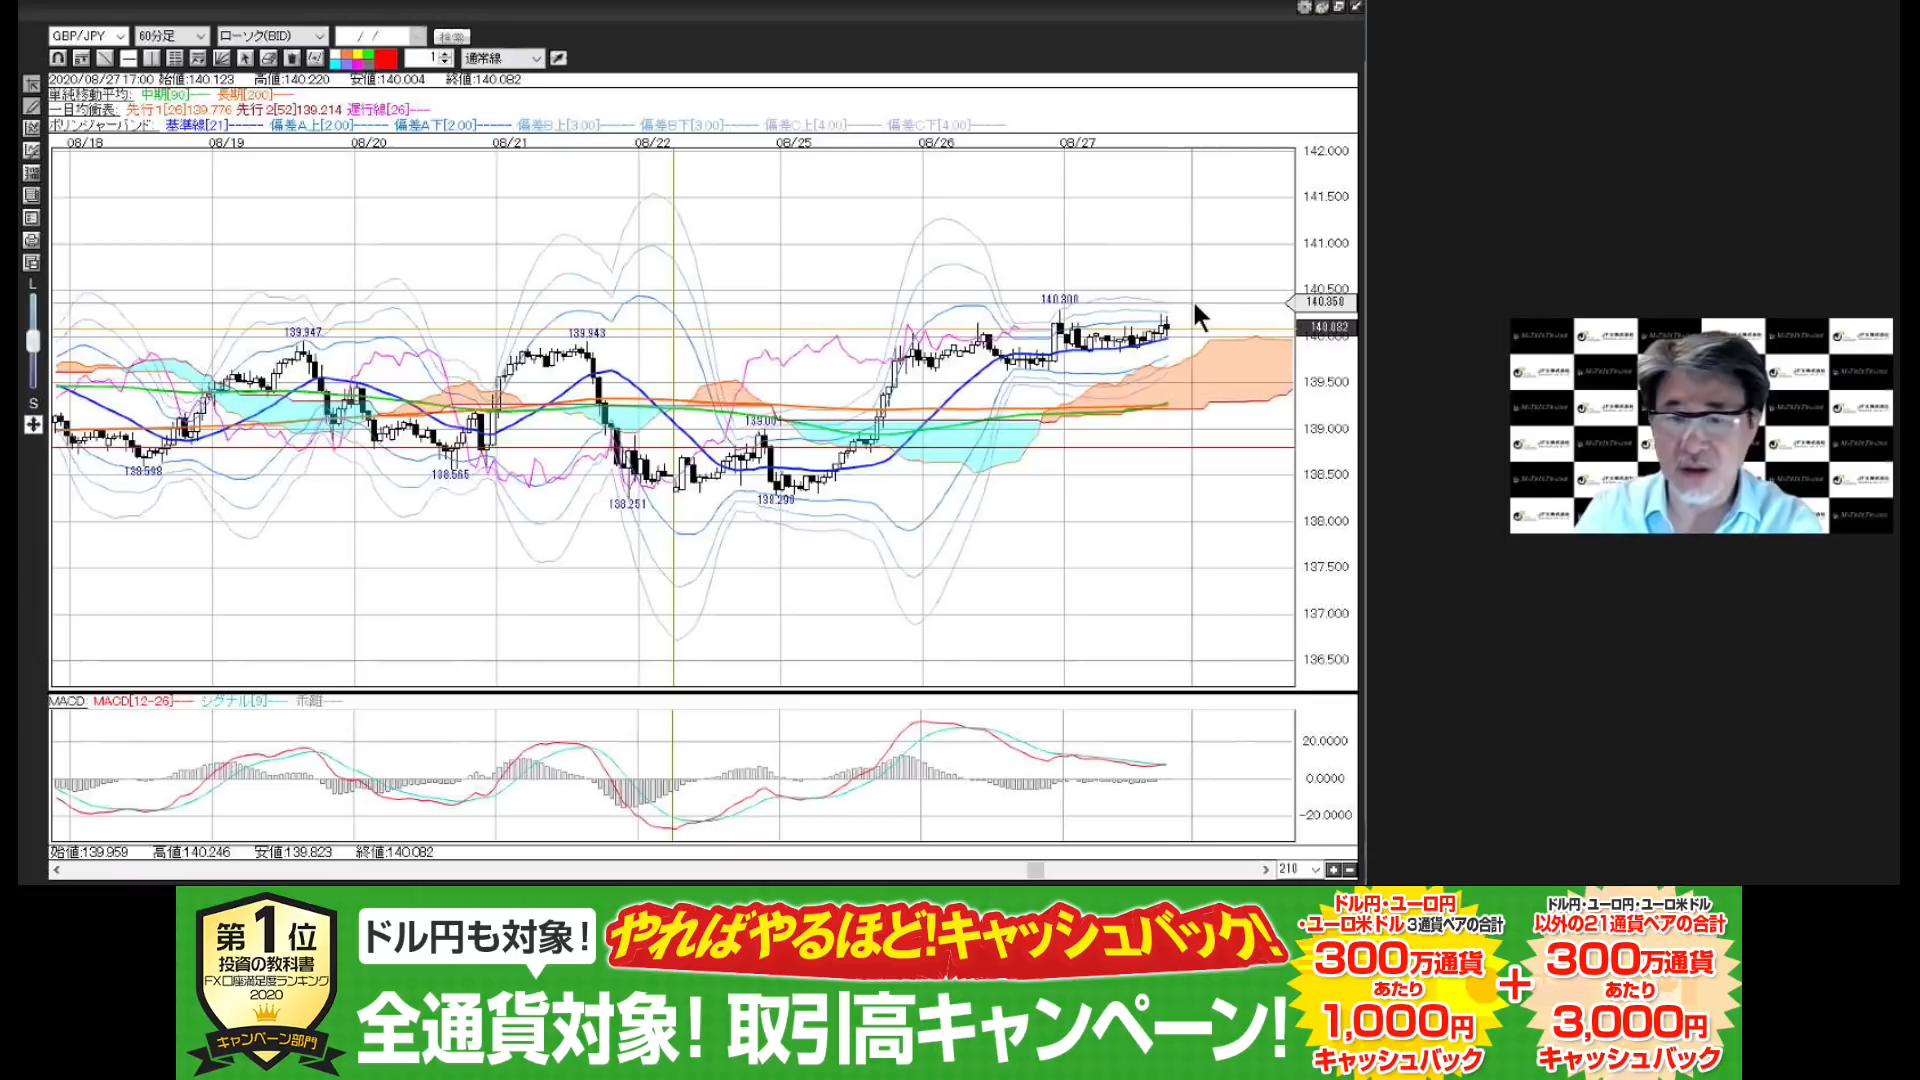 GBP/JPY 60分足 ローソク(BID) / / 検索
1 通常線
2020/08/27 17:00 始値:140.123 高値:140.220 安値:140.004 終値:140.082
単純移動平均: 中期[90]── 長期[200]──
一目均衡表: 先行1[26]139.776 先行2[52]139.214 遅行線[26]──
ボリンジャーバンド: 基準線[21]── 偏差A上[2.00]── 偏差A下[2.00]── 偏差B上[3.00]── 偏差B下[3.00]── 偏差C上[4.00]── 偏差C下[4.00]──
08/18 08/19 08/20 08/21 08/22 08/25 08/26 08/27
142.000
141.500
141.000
140.500
140.358
140.082
140.000
139.500
139.000
138.500
138.000
137.500
137.000
136.500
L
S
139.947
139.943
138.565
138.251
MACD: MACD[12-26]── シグナル[9]── 乖離──
20.0000
0.0000
-20.0000
始値:139.959 高値:140.246 安値:139.823 終値:140.082
210
第1位
投資の教科書
FX口座満足度ランキング
2020
キャンペーン部門
ドル円も対象!
やればやるほど!キャッシュバック!
全通貨対象!取引高キャンペーン!
ドル円・ユーロ円
・ユーロ米ドル3通貨ペアの合計
300万通貨
あたり
1,000円
キャッシュバック
+
ドル円・ユーロ円・ユーロ米ドル
以外の21通貨ペアの合計
300万通貨
あたり
3,000円
キャッシュバック